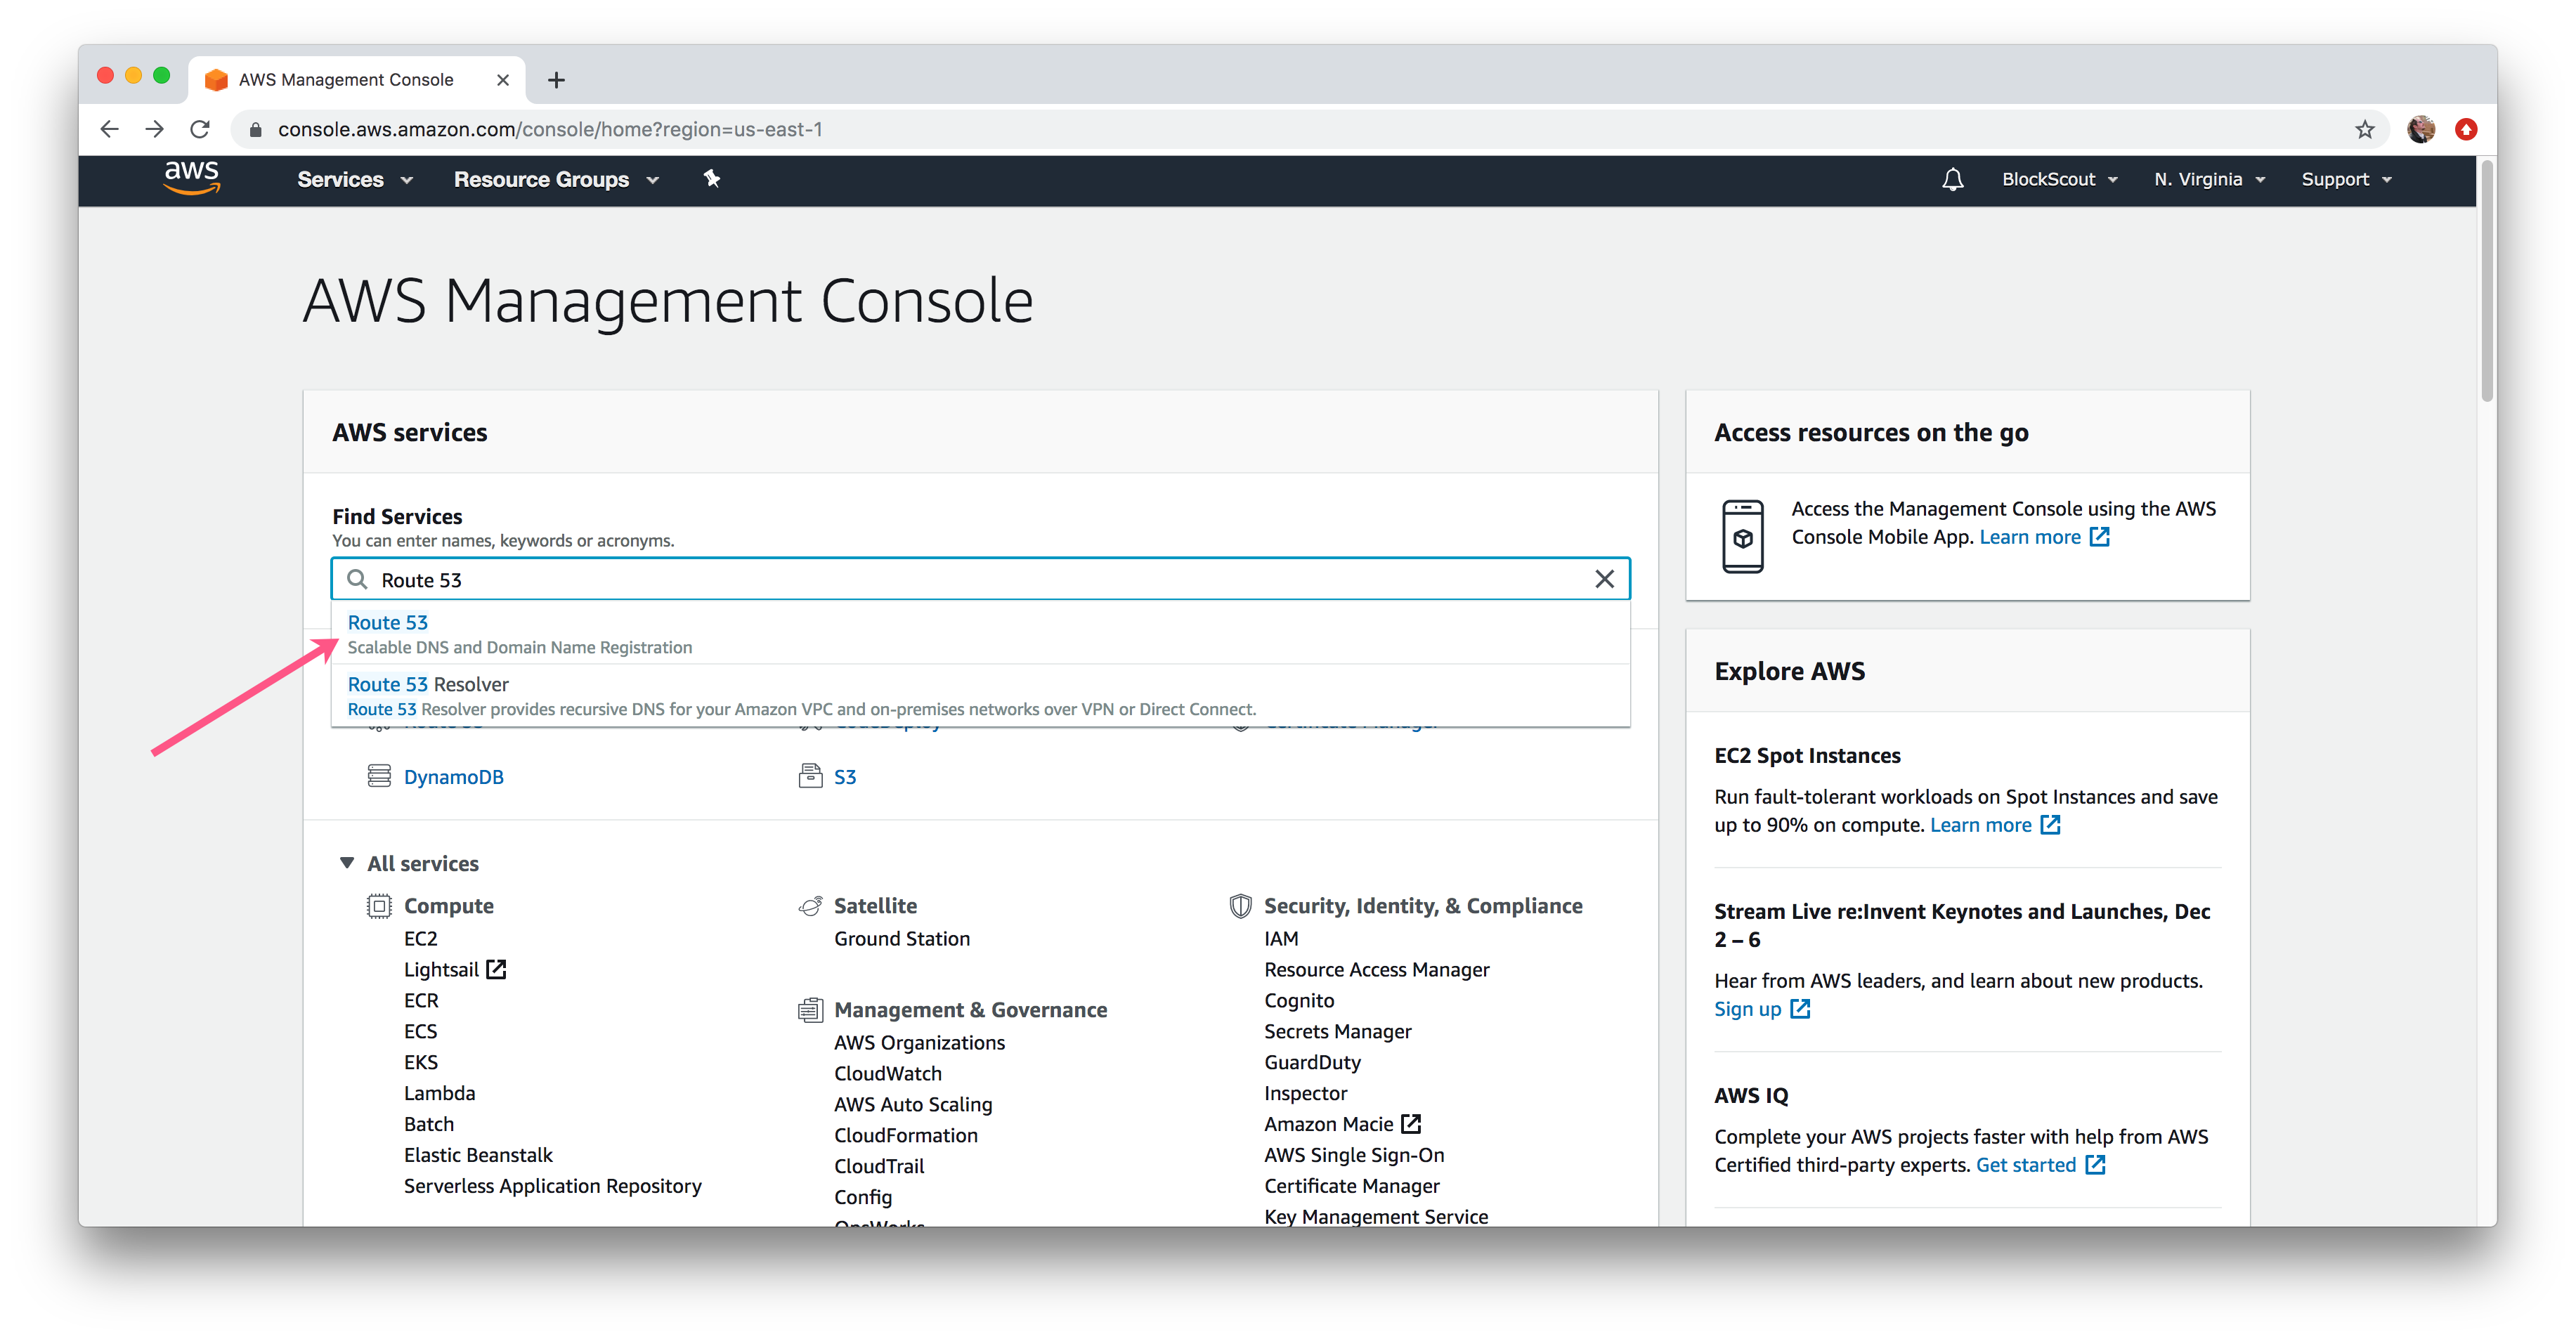 AWS Management Console
console.aws.amazon.com/console/home?region=us-east-1
aws
Services
Resource Groups
BlockScout
N. Virginia
Support
AWS Management Console
AWS services
Find Services
You can enter names, keywords or acronyms.
Route 53
Route 53
Scalable DNS and Domain Name Registration
Route 53 Resolver
Route 53 Resolver provides recursive DNS for your Amazon VPC and on-premises networks over VPN or Direct Connect.
DynamoDB
S3
All services
Compute
EC2
Lightsail
ECR
ECS
EKS
Lambda
Batch
Elastic Beanstalk
Serverless Application Repository
Satellite
Ground Station
Management & Governance
AWS Organizations
CloudWatch
AWS Auto Scaling
CloudFormation
CloudTrail
Config
OpsWorks
Security, Identity, & Compliance
IAM
Resource Access Manager
Cognito
Secrets Manager
GuardDuty
Inspector
Amazon Macie
AWS Single Sign-On
Certificate Manager
Key Management Service
Access resources on the go
Access the Management Console using the AWS
Console Mobile App. Learn more
Explore AWS
EC2 Spot Instances
Run fault-tolerant workloads on Spot Instances and save
up to 90% on compute. Learn more
Stream Live re:Invent Keynotes and Launches, Dec
2 – 6
Hear from AWS leaders, and learn about new products.
Sign up
AWS IQ
Complete your AWS projects faster with help from AWS
Certified third-party experts. Get started